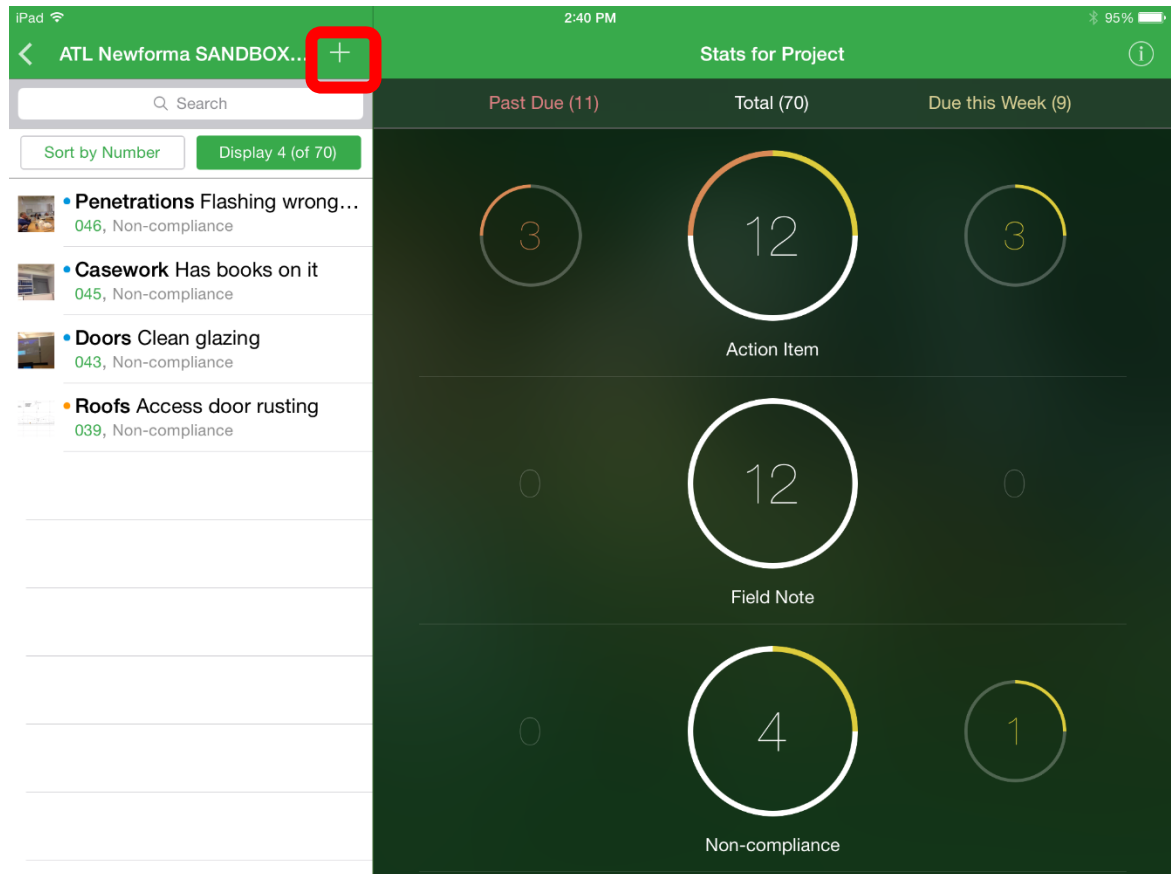 iPad 2:40 PM 95%
ATL Newforma SANDBOX... + Stats for Project i
Search
Past Due (11) Total (70) Due this Week (9)
Sort by Number Display 4 (of 70)
Penetrations Flashing wrong...
046, Non-compliance
Casework Has books on it
045, Non-compliance
Doors Clean glazing
043, Non-compliance
Roofs Access door rusting
039, Non-compliance
3 12 3
Action Item
0 12 0
Field Note
0 4 1
Non-compliance